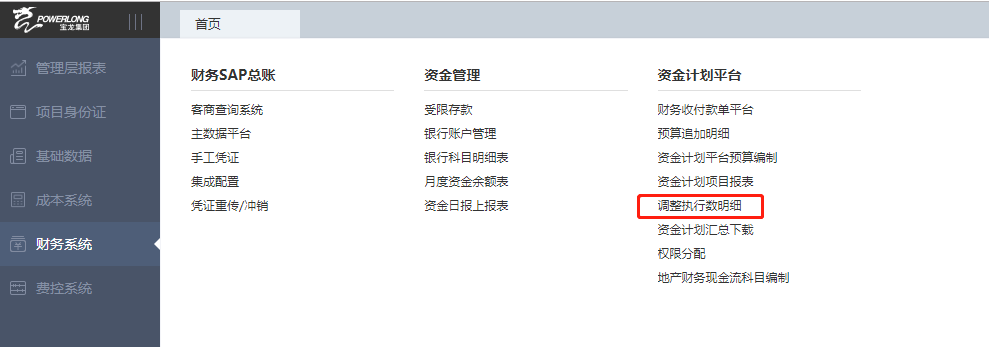 POWERLONG
宝龙集团
首页
管理层报表
项目身份证
基础数据
成本系统
财务系统
费控系统
财务SAP总账
客商查询系统
主数据平台
手工凭证
集成配置
凭证重传/冲销
资金管理
受限存款
银行账户管理
银行科目明细表
月度资金余额表
资金日报上报表
资金计划平台
财务收付款单平台
预算追加明细
资金计划平台预算编制
资金计划项目报表
调整执行数明细
资金计划汇总下载
权限分配
地产财务现金流科目编制